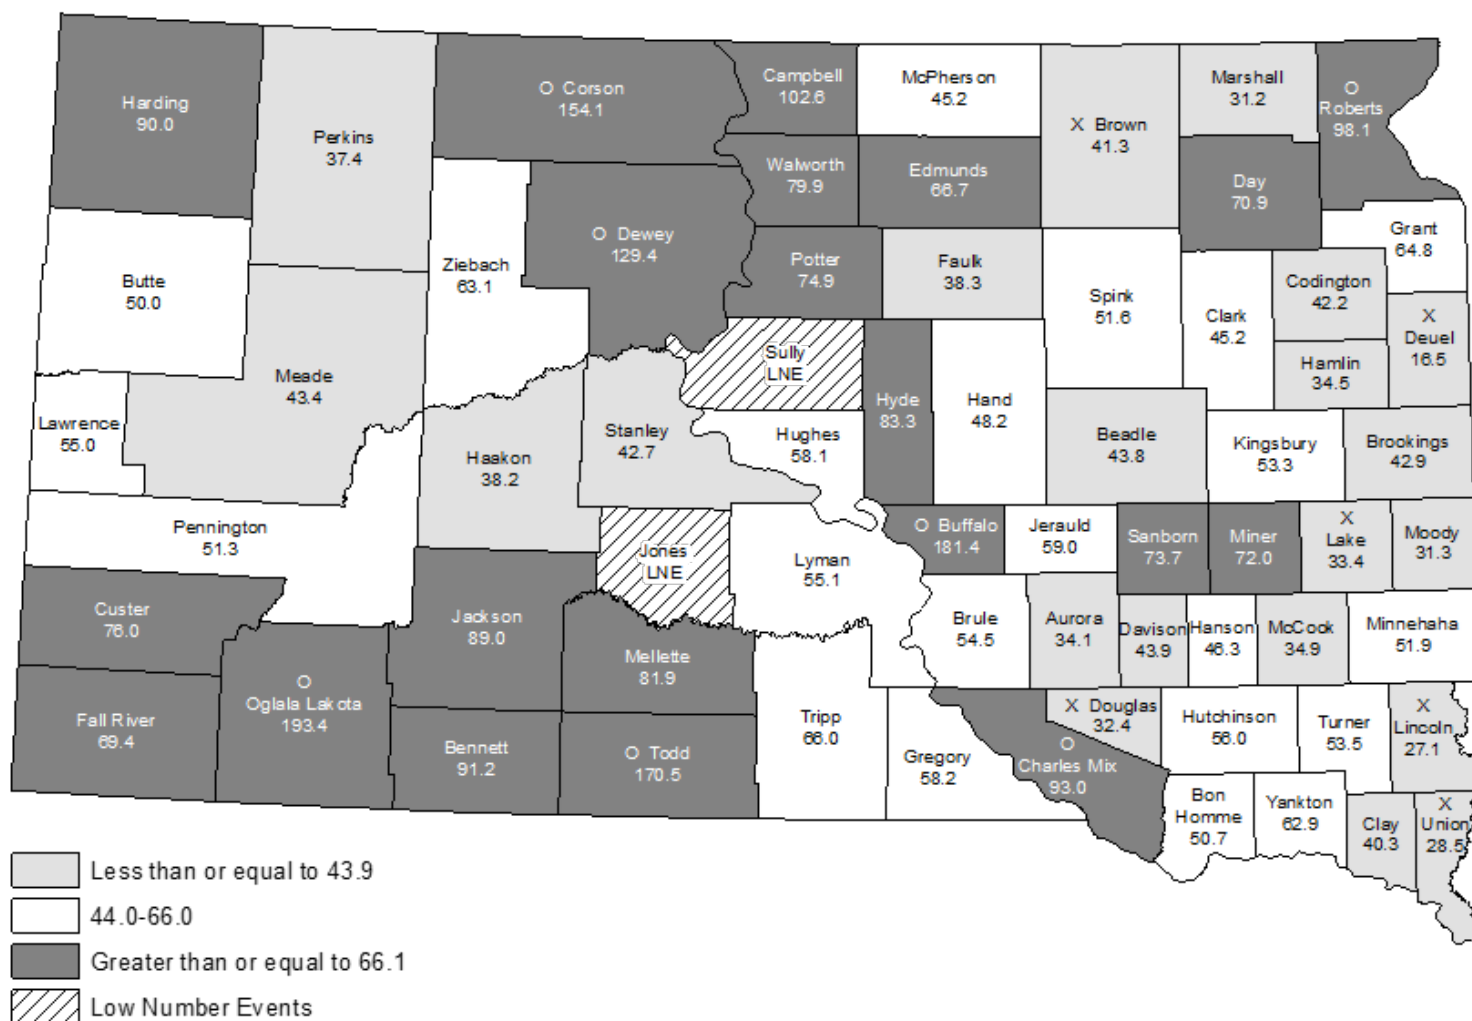 Harding
90.0
Perkins
37.4
O Corson
154.1
Campbell
102.6
McPherson
45.2
X Brown
41.3
Marshall
31.2
O
Roberts
98.1
Walworth
79.9
Edmunds
66.7
Day
70.9
Grant
64.8
Butte
50.0
Ziebach
63.1
O Dewey
129.4
Potter
74.9
Faulk
38.3
Spink
51.6
Clark
45.2
Codington
42.2
X
Deuel
16.5
Hamlin
34.5
Meade
43.4
Sully
LNE
Hyde
83.3
Hand
48.2
Lawrence
55.0
Haakon
38.2
Stanley
42.7
Hughes
58.1
Beadle
43.8
Kingsbury
53.3
Brookings
42.9
Pennington
51.3
Jones
LNE
Lyman
55.1
O Buffalo
181.4
Jerauld
59.0
Sanborn
73.7
Miner
72.0
X
Lake
33.4
Moody
31.3
Custer
76.0
Jackson
89.0
Mellette
81.9
Brule
54.5
Aurora
34.1
Davison
43.9
Hanson
46.3
McCook
34.9
Minnehaha
51.9
Fall River
69.4
O
Oglala Lakota
193.4
Bennett
91.2
O Todd
170.5
Tripp
66.0
Gregory
58.2
O
Charles Mix
93.0
X Douglas
32.4
Hutchinson
56.0
Turner
53.5
X
Lincoln
27.1
Bon
Homme
50.7
Yankton
62.9
Clay
40.3
X
Union
28.5
Less than or equal to 43.9
44.0-66.0
Greater than or equal to 66.1
Low Number Events